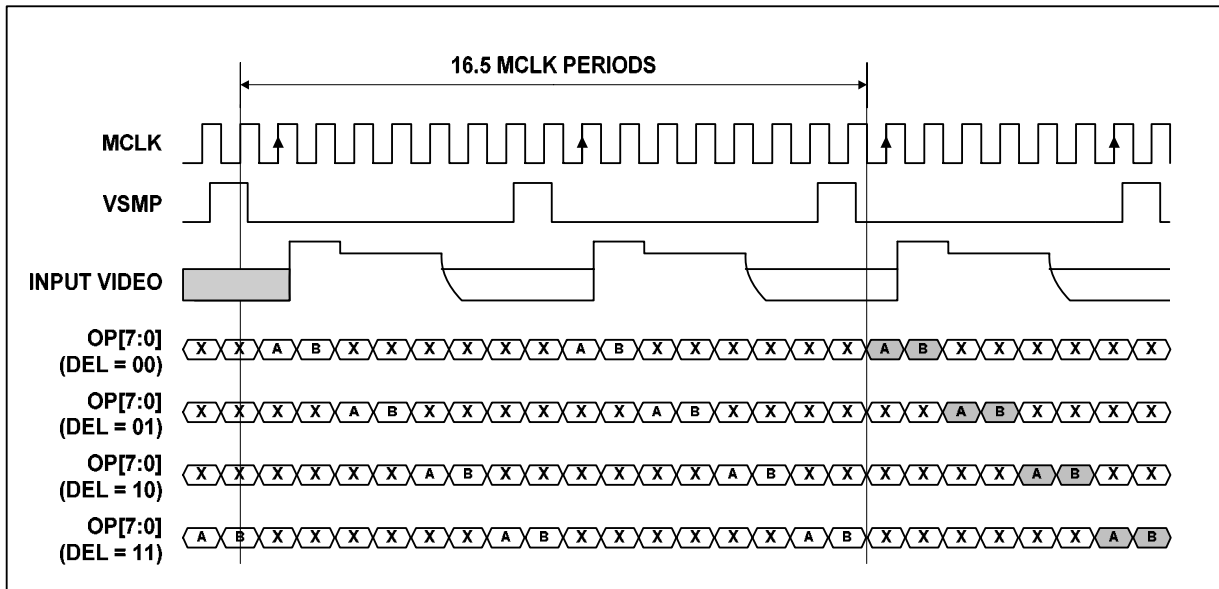 16.5 MCLK PERIODS
MCLK
VSMP
INPUT VIDEO
OP[7:0]
(DEL = 00)
X X A B X X X X X X A B X X X X X X A B X X X X X X
OP[7:0]
(DEL = 01)
X X X X A B X X X X X X A B X X X X X X A B X X X X
OP[7:0]
(DEL = 10)
X X X X X X A B X X X X X X A B X X X X X X A B X X
OP[7:0]
(DEL = 11)
A B X X X X X X A B X X X X X X A B X X X X X X A B